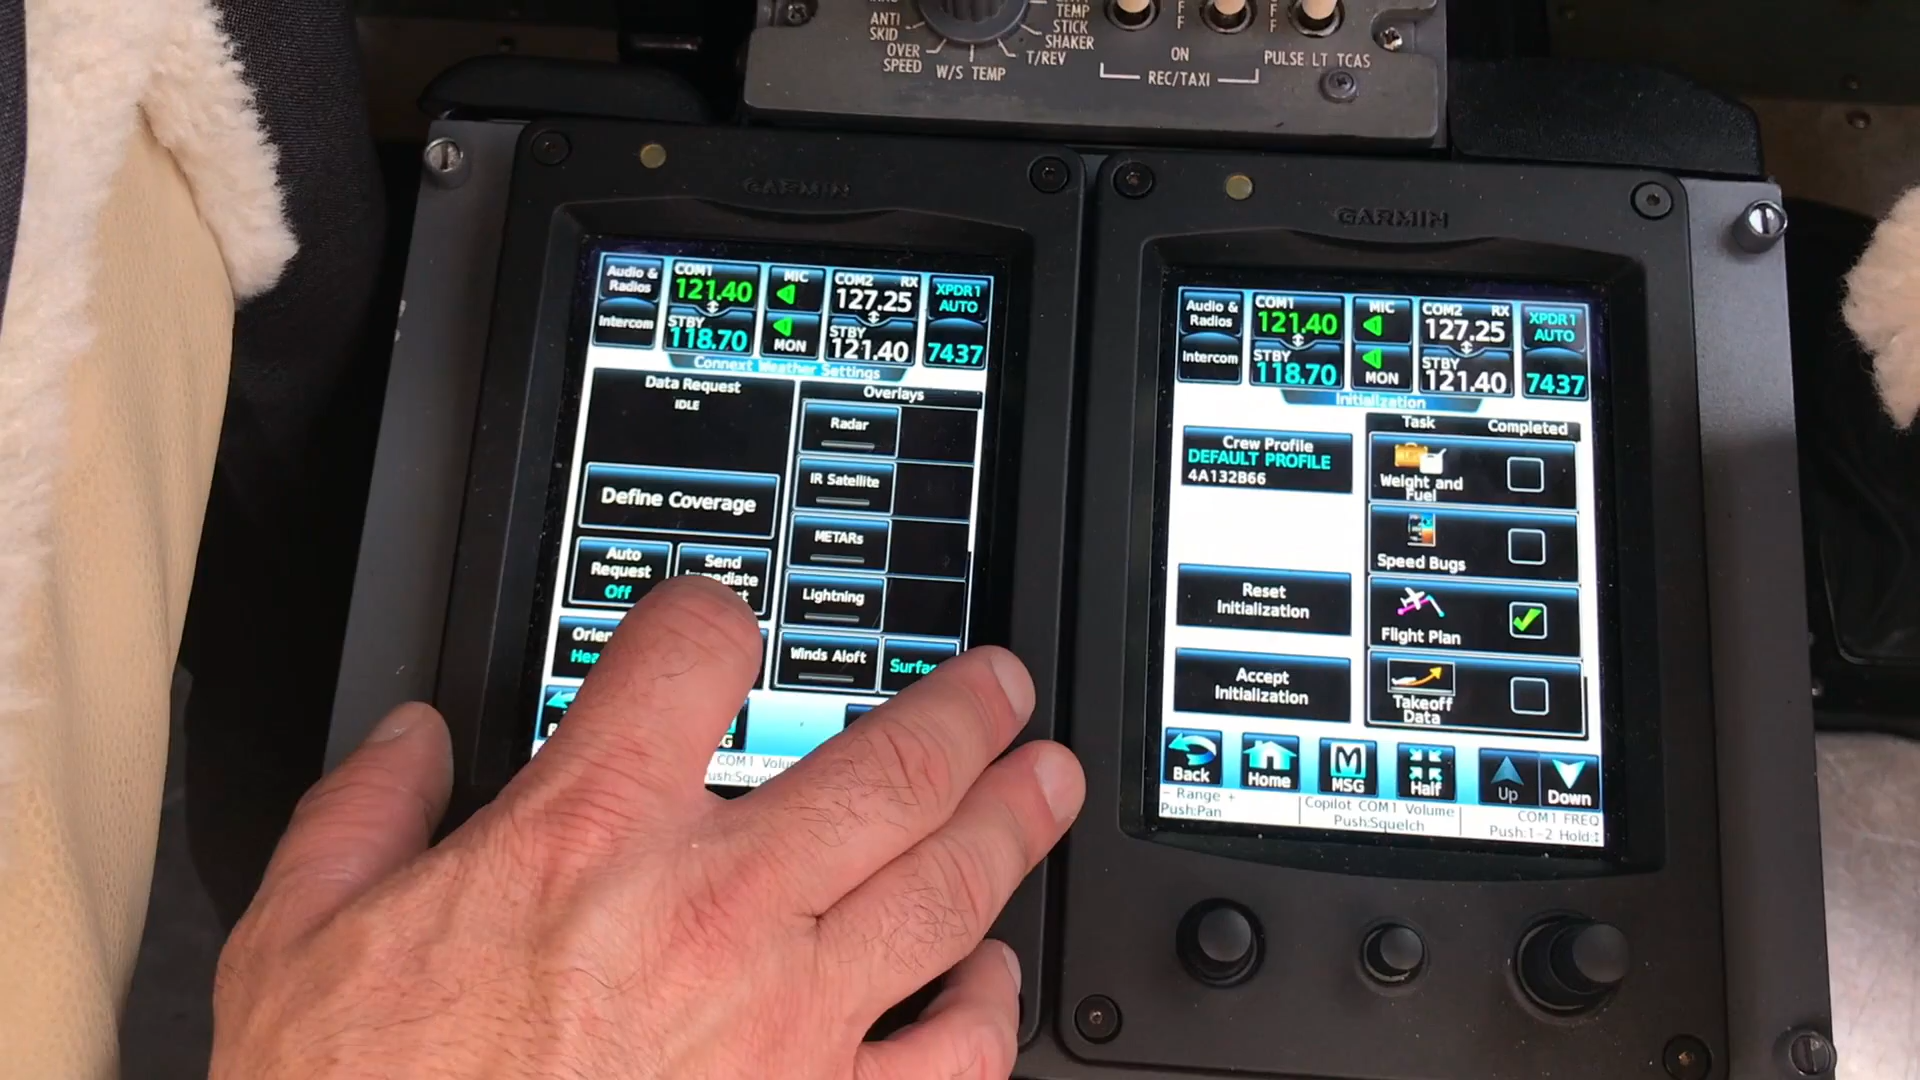 ANTI
SKID
OVER
SPEED
W/S TEMP
T/REV
TEMP
STICK
SHAKER
F
F
ON
REC/TAXI
F
F
PULSE LT TCAS
GARMIN
Audio &
Radios
Intercom
COM1
121.40
STBY
118.70
MIC
MON
COM2 RX
127.25
STBY
121.40
XPDR1
AUTO
7437
Connext Weather Settings
Data Request
IDLE
Define Coverage
Auto
Request
Off
Send
Overlays
Radar
IR Satellite
METARs
Lightning
Winds Aloft
COM1
GARMIN
Audio &
Radios
Intercom
COM1
121.40
STBY
118.70
MIC
MON
COM2 RX
127.25
STBY
121.40
XPDR1
AUTO
7437
Initialization
Crew Profile
DEFAULT PROFILE
4A132B66
Reset
Initialization
Accept
Initialization
Task Completed
Weight and
Fuel
Speed Bugs
Flight Plan
Takeoff
Data
Back
Home
MSG
Half
Up
Down
- Range +
Push:Pan
Copilot COM1 Volume
Push:Squelch
COM1 FREQ
Push:1-2 Hold:↕